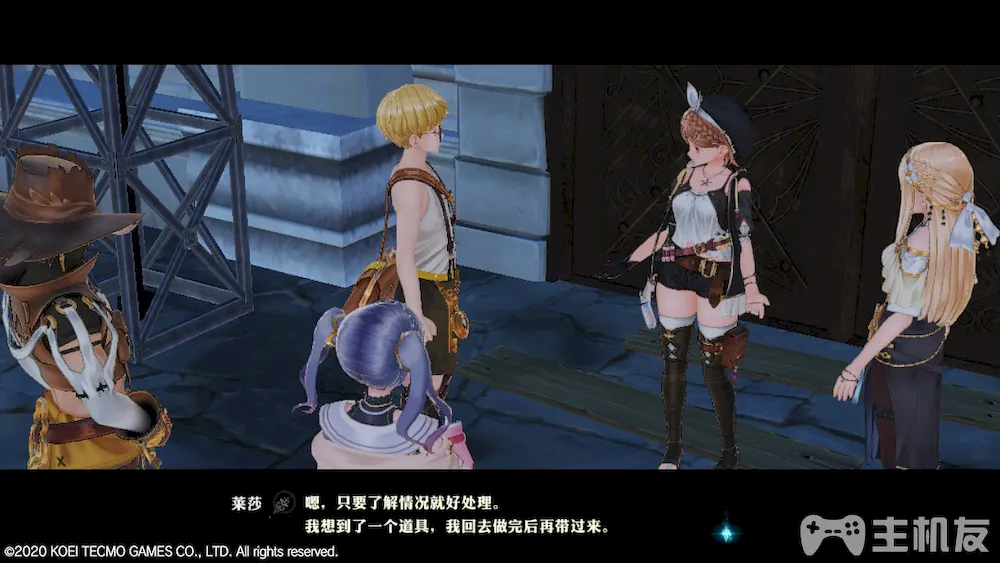 莱莎
嗯，只要了解情况就好处理。
我想到了一个道具，我回去做完后再带过来。
©2020 KOEI TECMO GAMES CO., LTD. All rights reserved.
主机友